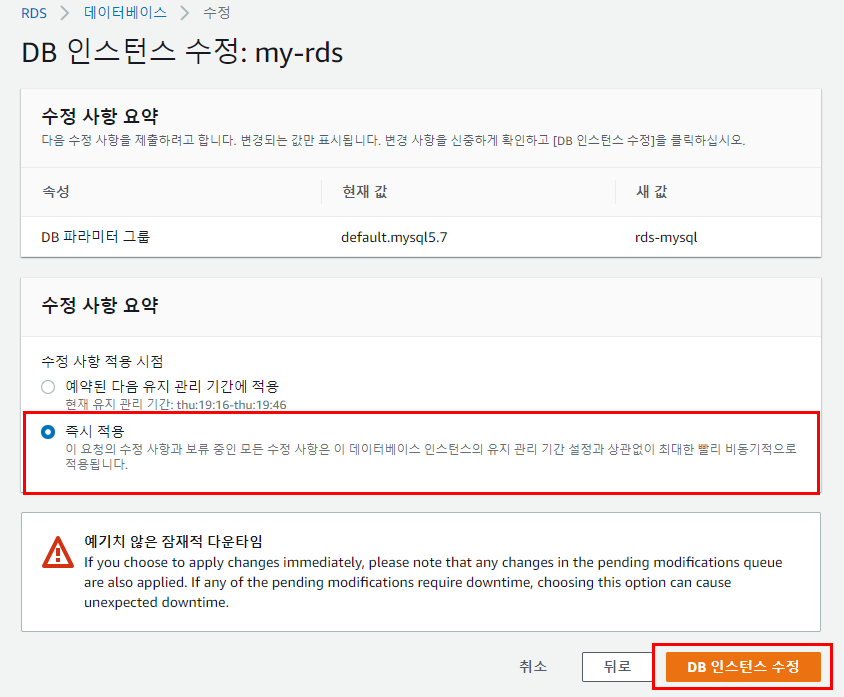 RDS > 데이터베이스 > 수정
DB 인스턴스 수정: my-rds
수정 사항 요약
다음 수정 사항을 제출하려고 합니다. 변경되는 값만 표시됩니다. 변경 사항을 신중하게 확인하고 [DB 인스턴스 수정]을 클릭하십시오.
속성 현재 값 새 값
DB 파라미터 그룹 default.mysql5.7 rds-mysql
수정 사항 요약
수정 사항 적용 시점
예약된 다음 유지 관리 기간에 적용
현재 유지 관리 기간: thu:19:16-thu:19:46
즉시 적용
이 요청의 수정 사항과 보류 중인 모든 수정 사항은 이 데이터베이스 인스턴스의 유지 관리 기간 설정과 상관없이 최대한 빨리 비동기적으로
적용됩니다.
예기치 않은 잠재적 다운타임
If you choose to apply changes immediately, please note that any changes in the pending modifications queue
are also applied. If any of the pending modifications require downtime, choosing this option can cause
unexpected downtime.
취소 뒤로 DB 인스턴스 수정